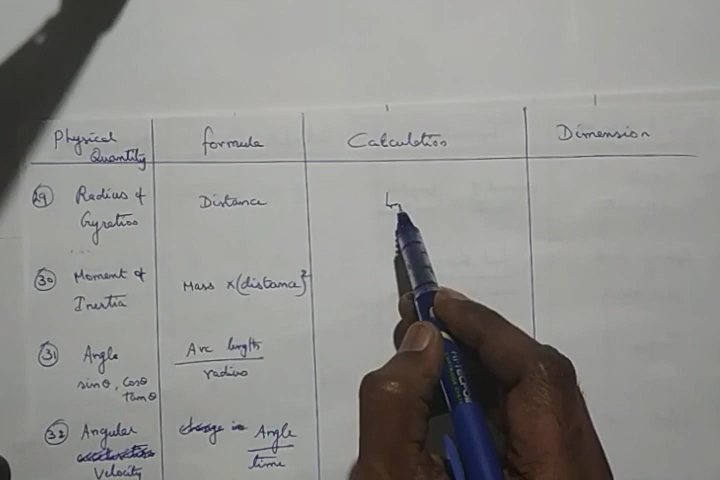 Physical Quantity formula Calculation Dimension
29 Radius of Gyration Distance L
30 Moment of Inertia Mass x (distance)²
31 Angle sinθ, cosθ tanθ Arc length / radius
32 Angular Velocity change in Angle / time